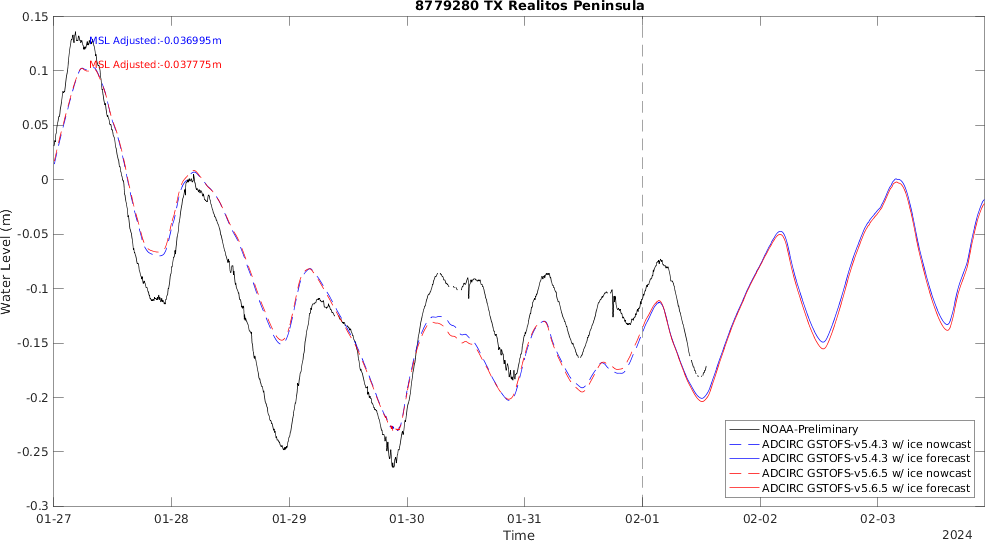 8779280 TX Realitos Peninsula
MSL Adjusted:-0.036995m
MSL Adjusted:-0.037775m
Water Level (m)
0.15
0.1
0.05
0
-0.05
-0.1
-0.15
-0.2
-0.25
-0.3
NOAA-Preliminary
ADCIRC GSTOFS-v5.4.3 w/ ice nowcast
ADCIRC GSTOFS-v5.4.3 w/ ice forecast
ADCIRC GSTOFS-v5.6.5 w/ ice nowcast
ADCIRC GSTOFS-v5.6.5 w/ ice forecast
01-27 01-28 01-29 01-30 01-31 02-01 02-02 02-03
Time
2024